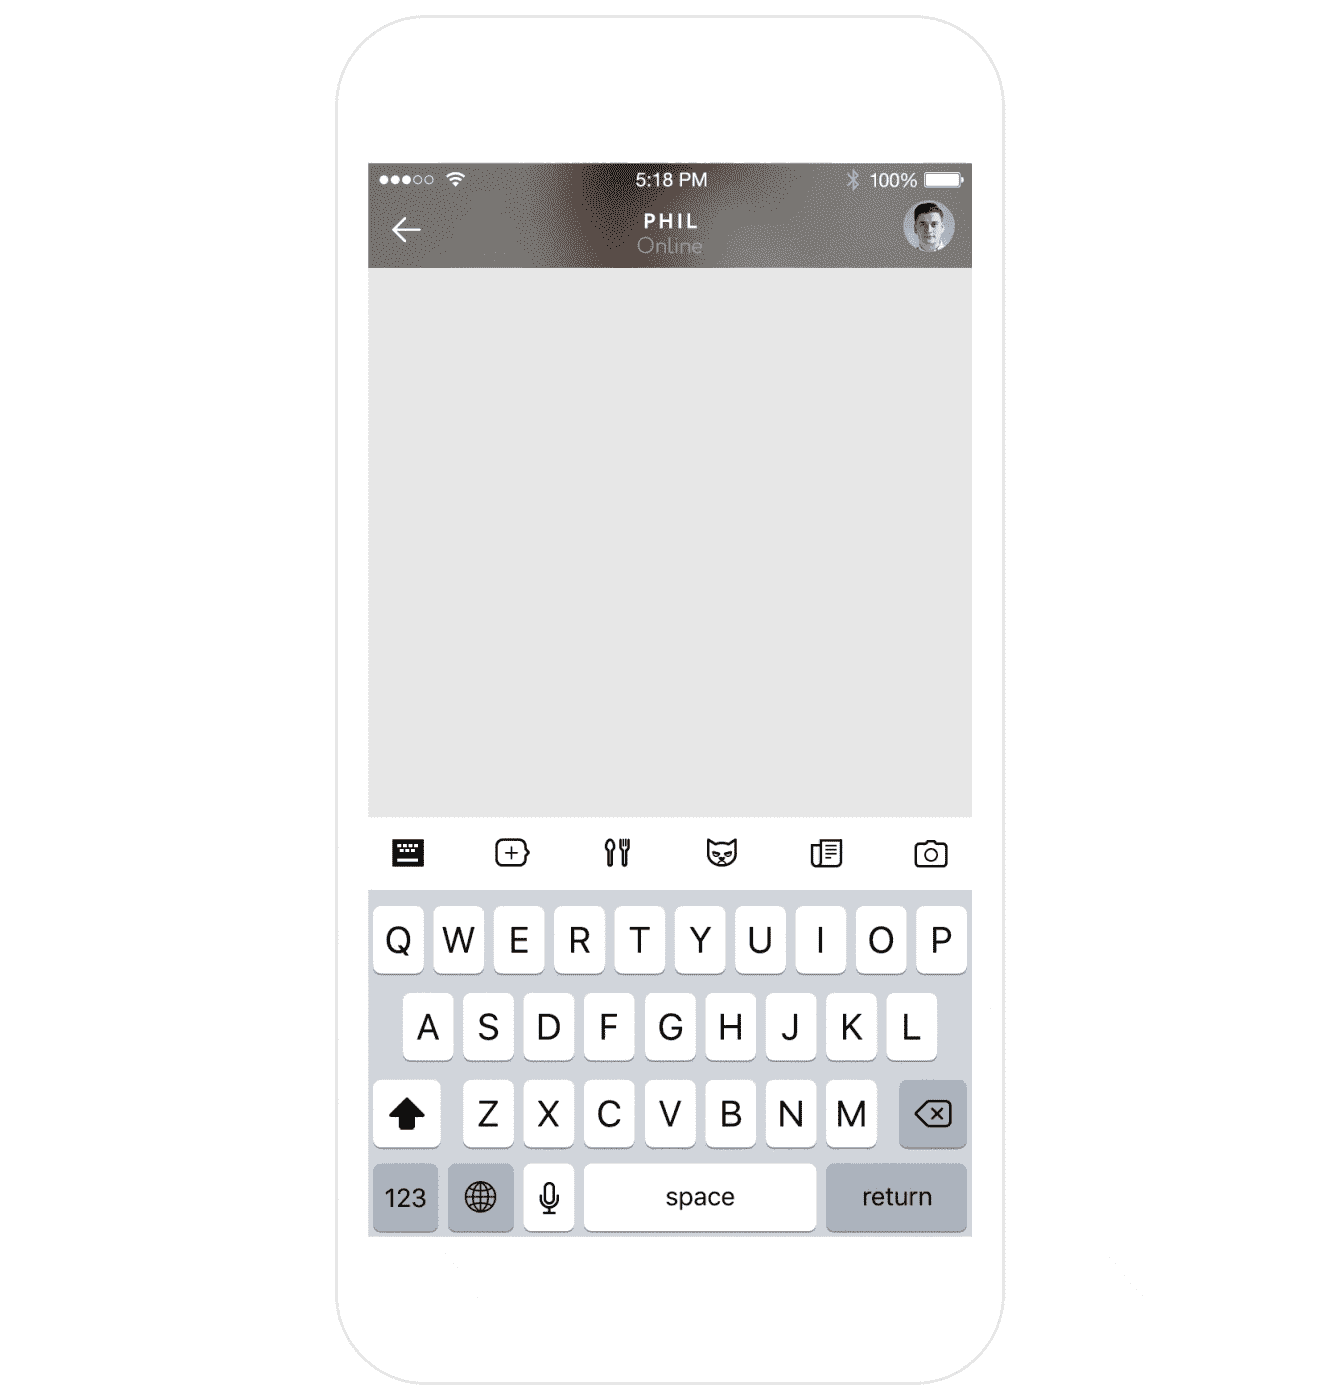 5:18 PM
100%
PHIL
Online
Q W E R T Y U I O P
A S D F G H J K L
Z X C V B N M
123 space return